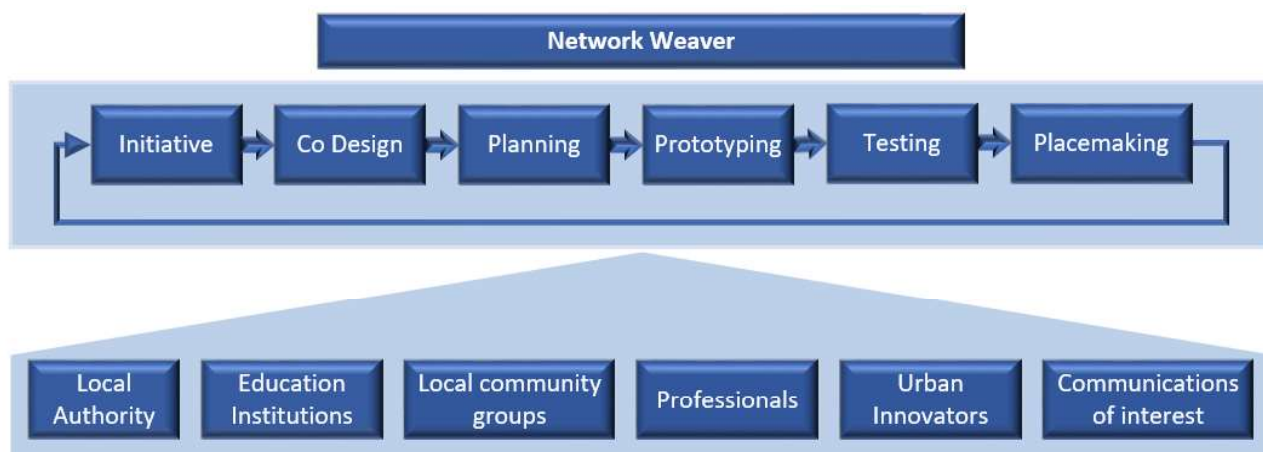 Network Weaver
Initiative
Co Design
Planning
Prototyping
Testing
Placemaking
Local
Authority
Education
Institutions
Local community
groups
Professionals
Urban
Innovators
Communications
of interest